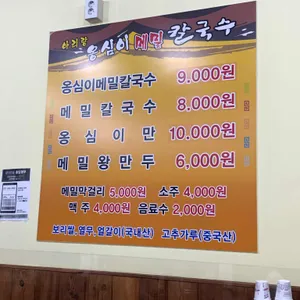 아리랑 옹심이 메밀 칼국수
옹심이메밀칼국수 9,000원
메밀칼국수 8,000원
옹심이만 10,000원
메밀왕만두 6,000원
메밀막걸리 5,000원 소주 4,000원
맥주 4,000원 음료수 2,000원
보리쌀,열무,얼갈이(국내산) 고추가루(중국산)